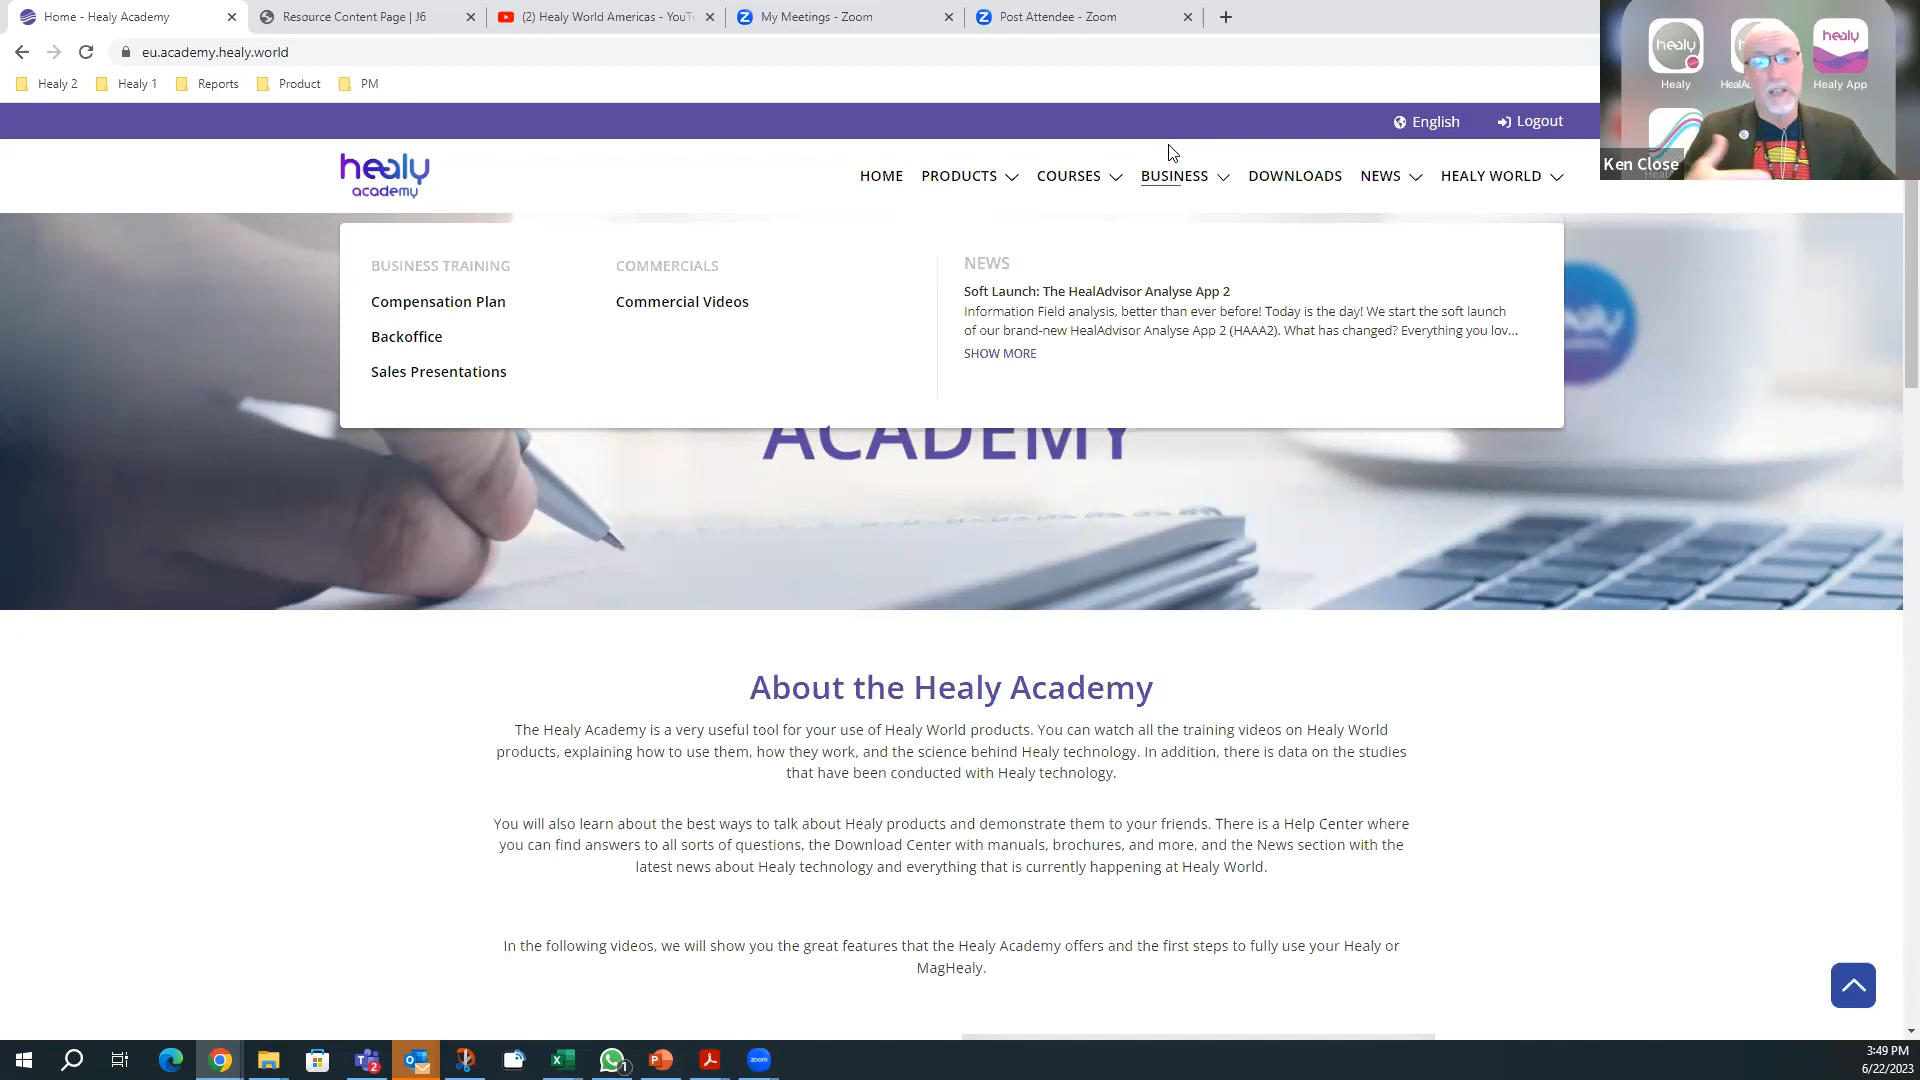 Home - Healy Academy
Resource Content Page | J6
(2) Healy World Americas - YouT
My Meetings - Zoom
Post Attendee - Zoom
eu.academy.healy.world
Healy 2
Healy 1
Reports
Product
PM
English
Logout
healy
academy
HOME
PRODUCTS
COURSES
BUSINESS
DOWNLOADS
NEWS
HEALY WORLD
healy
Healy
HealA
healy
Healy App
Ken Close
BUSINESS TRAINING
Compensation Plan
Backoffice
Sales Presentations
COMMERCIALS
Commercial Videos
NEWS
Soft Launch: The HealAdvisor Analyse App 2
Information Field analysis, better than ever before! Today is the day! We start the soft launch
of our brand-new HealAdvisor Analyse App 2 (HAAA2). What has changed? Everything you lov...
SHOW MORE
ACADEMY
About the Healy Academy
The Healy Academy is a very useful tool for your use of Healy World products. You can watch all the training videos on Healy World
products, explaining how to use them, how they work, and the science behind Healy technology. In addition, there is data on the studies
that have been conducted with Healy technology.
You will also learn about the best ways to talk about Healy products and demonstrate them to your friends. There is a Help Center where
you can find answers to all sorts of questions, the Download Center with manuals, brochures, and more, and the News section with the
latest news about Healy technology and everything that is currently happening at Healy World.
In the following videos, we will show you the great features that the Healy Academy offers and the first steps to fully use your Healy or
MagHealy.
2
1
zoom
3:49 PM
6/22/2023